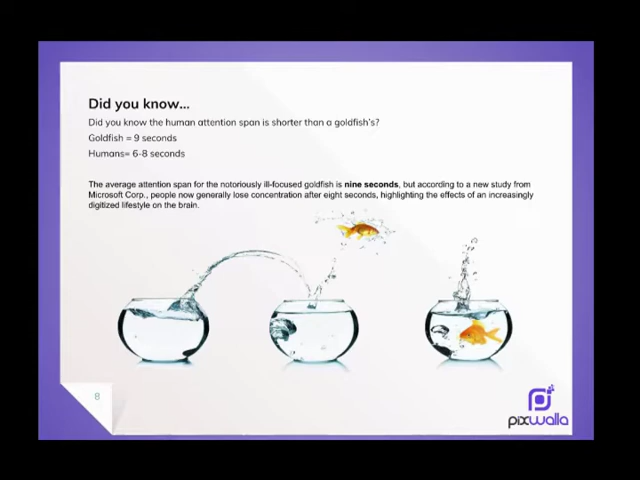 Did you know...
Did you know the human attention span is shorter than a goldfish's?
Goldfish = 9 seconds
Humans= 6-8 seconds
The average attention span for the notoriously ill-focused goldfish is nine seconds, but according to a new study from
Microsoft Corp., people now generally lose concentration after eight seconds, highlighting the effects of an increasingly
digitized lifestyle on the brain.
8
pixwalla